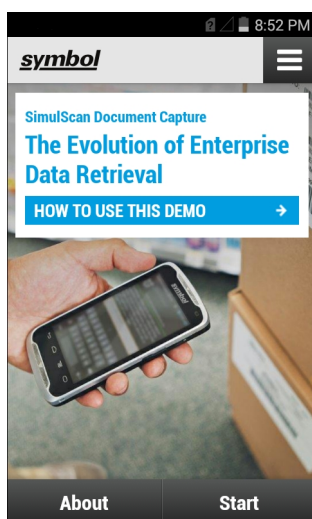 8:52 PM
symbol
SimulScan Document Capture
The Evolution of Enterprise
Data Retrieval
HOW TO USE THIS DEMO
symbol
About
Start